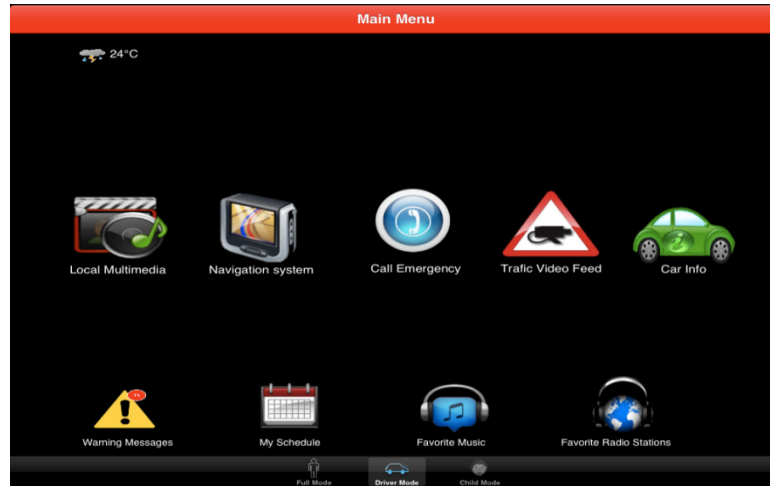 Main Menu
24°C
Local Multimedia
Navigation system
Call Emergency
Trafic Video Feed
Car Info
Warning Messages
My Schedule
Favorite Music
Favorite Radio Stations
Full Mode
Driver Mode
Child Mode